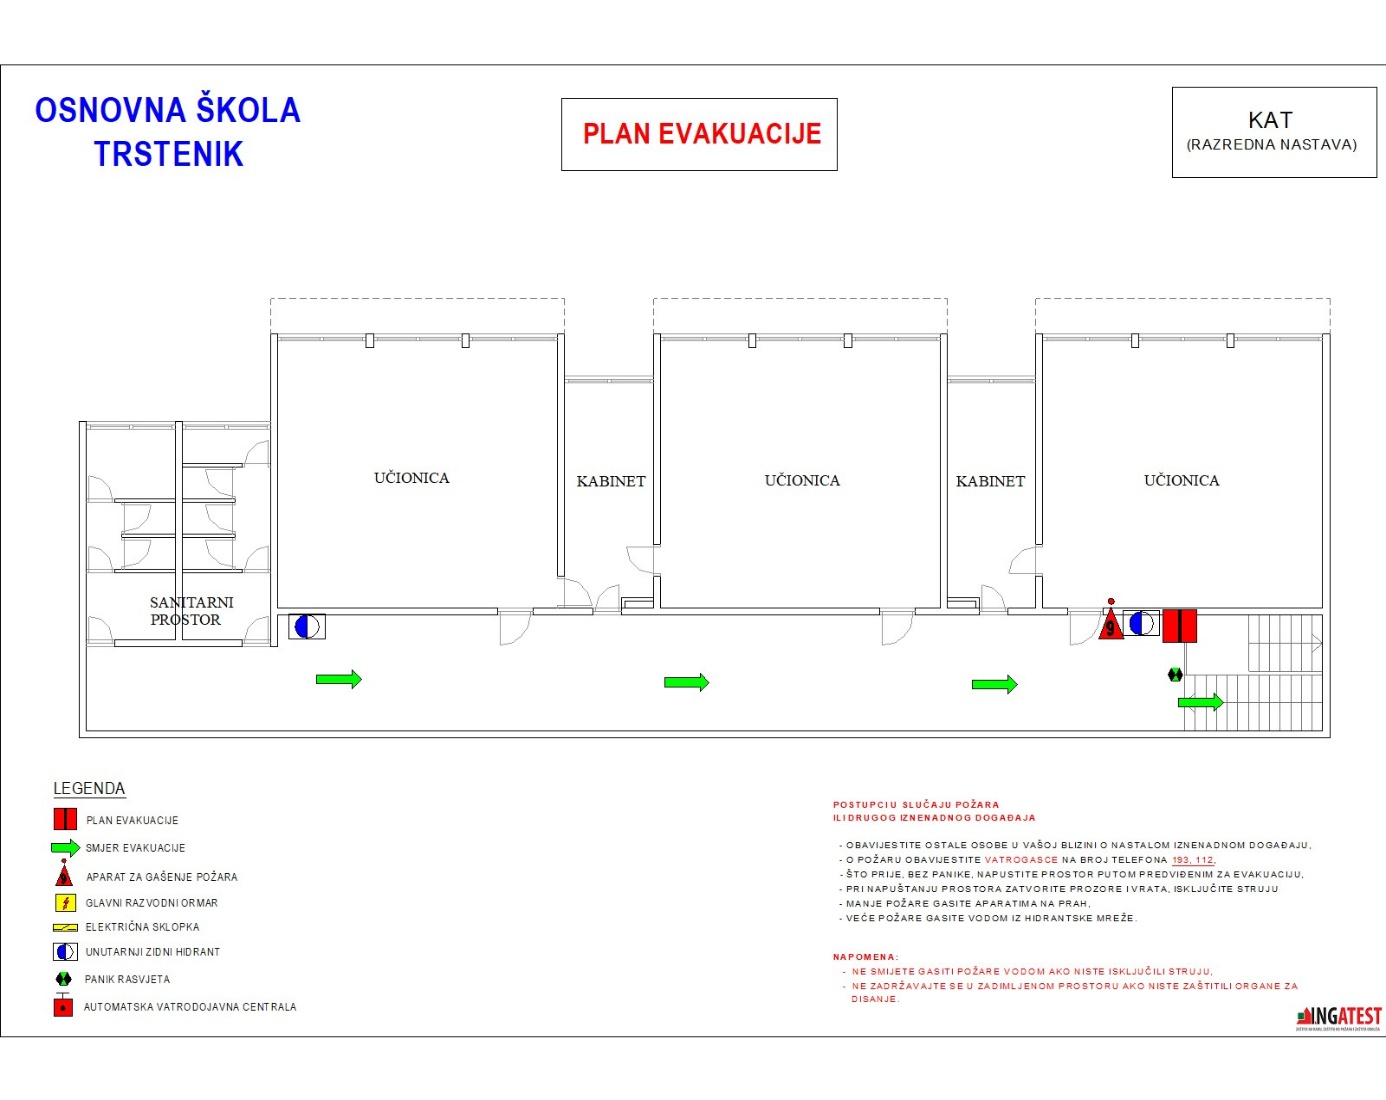 OSNOVNA ŠKOLA
TRSTENIK
PLAN EVAKUACIJE
KAT
(RAZREDNA NASTAVA)
UČIONICA
KABINET
UČIONICA
KABINET
UČIONICA
SANITARNI
PROSTOR
9
LEGENDA
PLAN EVAKUACIJE
SMJER EVAKUACIJE
9
APARAT ZA GAŠENJE POŽARA
GLAVNI RAZVODNI ORMAR
ELEKTRIČNA SKLOPKA
UNUTARNJI ZIDNI HIDRANT
PANIK RASVJETA
AUTOMATSKA VATRODOJAVNA CENTRALA
POSTUPCI U SLUČAJU POŽARA
ILI DRUGOG IZNENADNOG DOGAĐAJA
- OBAVIJESTITE OSTALE OSOBE U VAŠOJ BLIZINI O NASTALOM IZNENADNOM DOGAĐAJU,
- O POŽARU OBAVIJESTITE VATROGASCE NA BROJ TELEFONA 193, 112,
- ŠTO PRIJE, BEZ PANIKE, NAPUSTITE PROSTOR PUTOM PREDVIĐENIM ZA EVAKUACIJU,
- PRI NAPUŠTANJU PROSTORA ZATVORITE PROZORE I VRATA, ISKLJUČITE STRUJU
- MANJE POŽARE GASITE APARATIMA NA PRAH,
- VEĆE POŽARE GASITE VODOM IZ HIDRANTSKE MREŽE.
NAPOMENA:
- NE SMIJETE GASITI POŽARE VODOM AKO NISTE ISKLJUČILI STRUJU,
- NE ZADRŽAVAJTE SE U ZADIMLJENOM PROSTORU AKO NISTE ZAŠTITILI ORGANE ZA
DISANJE.
INGATEST